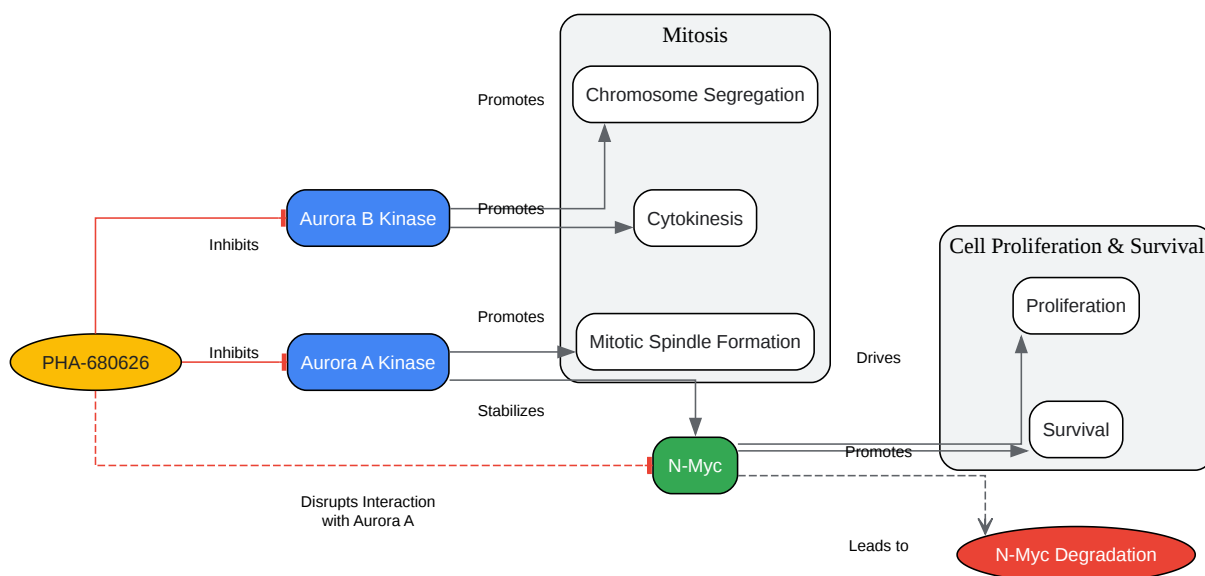 Mitosis
Promotes
Chromosome Segregation
Aurora B Kinase
Promotes
Cytokinesis
Inhibits
Cell Proliferation & Survival
Proliferation
Promotes
Mitotic Spindle Formation
PHA-680626
Inhibits
Aurora A Kinase
Drives
Stabilizes
Survival
Promotes
N-Myc
Disrupts Interaction
with Aurora A
Leads to
N-Myc Degradation